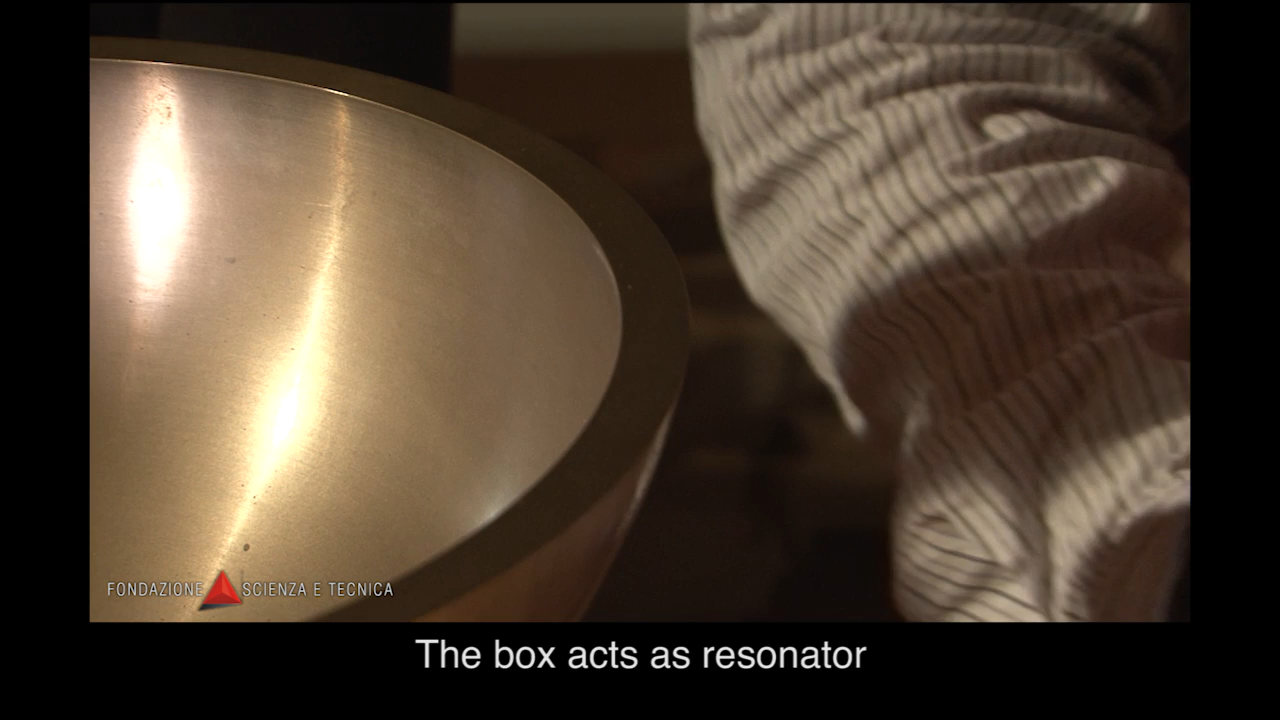 FONDAZIONE SCIENZA E TECNICA
The box acts as resonator